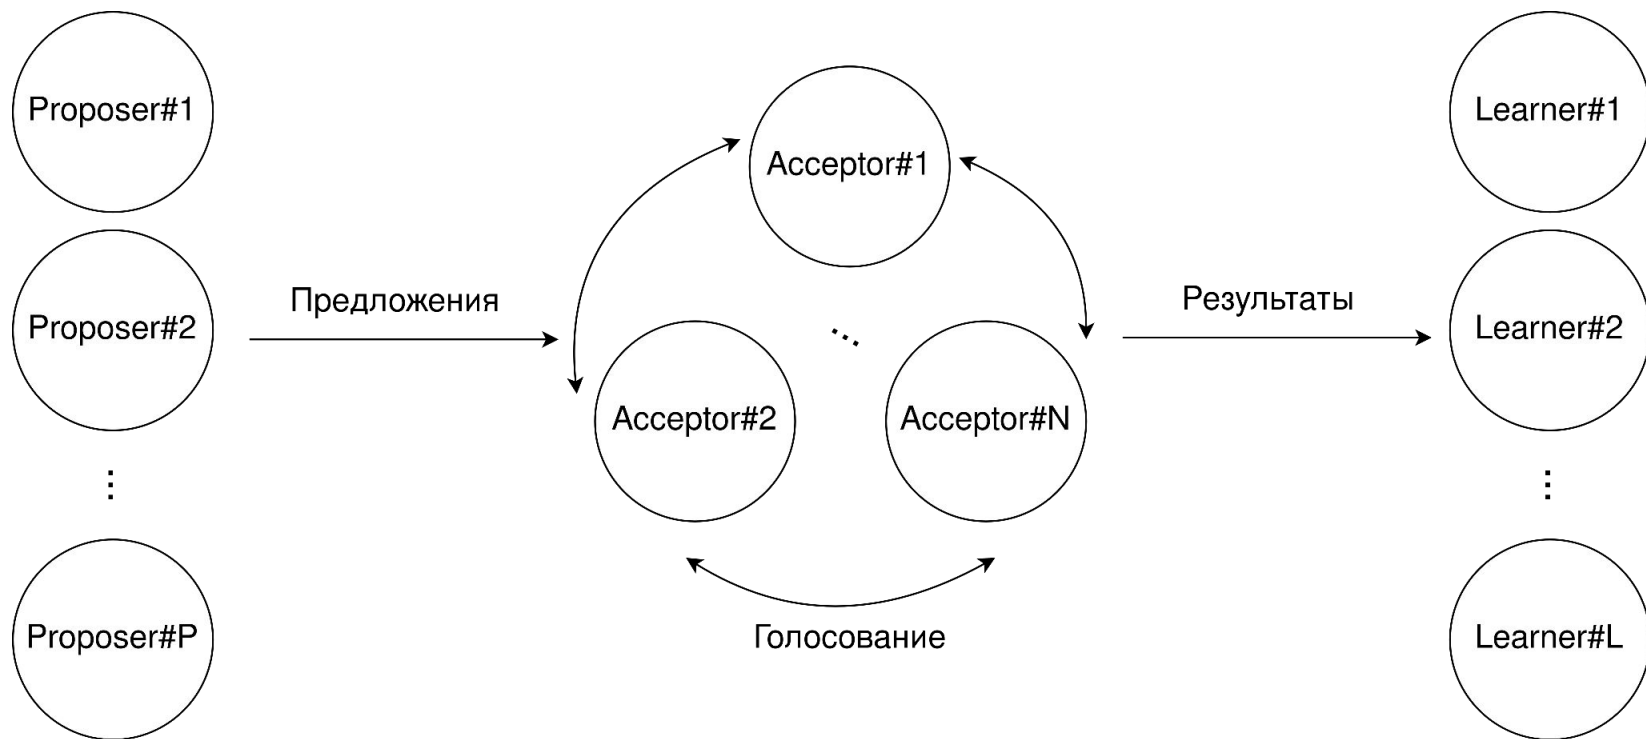 Proposer#1
Proposer#2
⋮
Proposer#P
Предложения
Acceptor#1
...
Acceptor#2
Acceptor#N
Голосование
Результаты
Learner#1
Learner#2
⋮
Learner#L